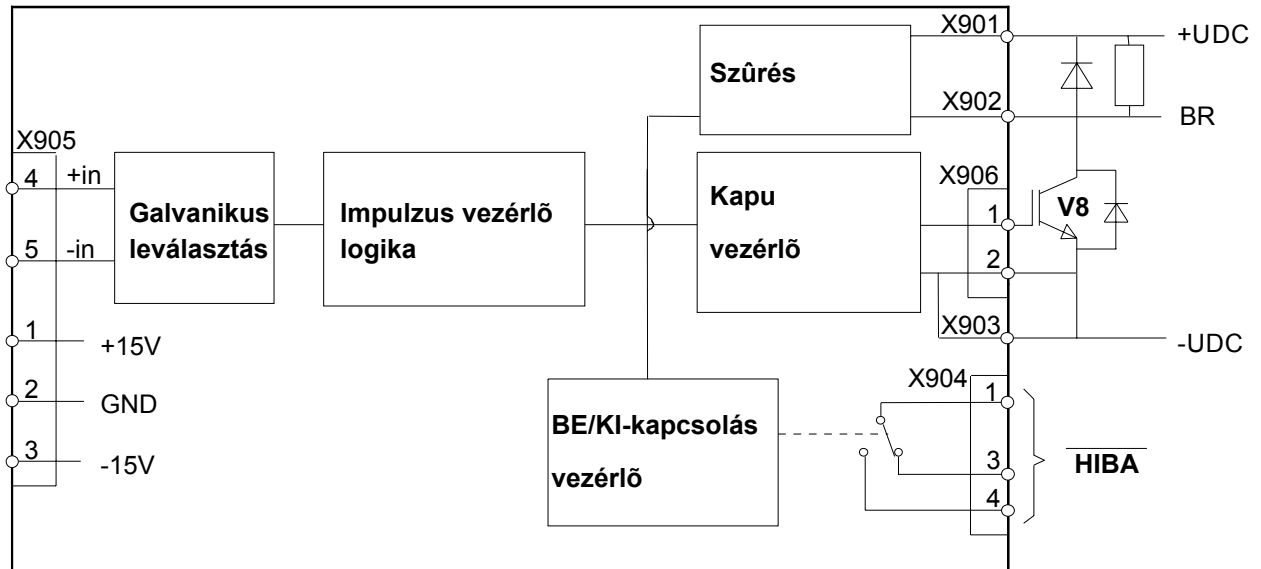 X901
+UDC
Szûrés
X902
BR
X905
4
+in
Galvanikus
leválasztás
Impulzus vezérlõ
logika
Kapu
vezérlõ
X906
1
V8
5
-in
2
1
+15V
X903
-UDC
2
GND
X904
1
BE/KI-kapcsolás
vezérlõ
3
-15V
3
HIBA
4